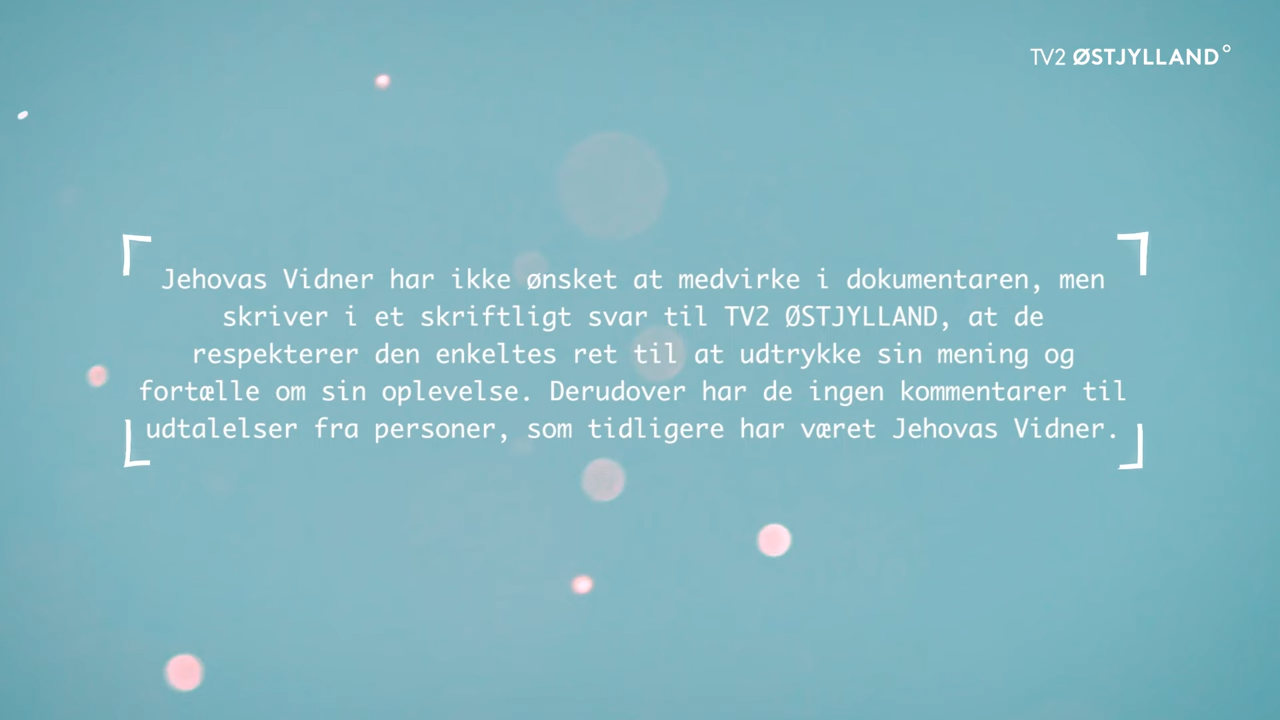 TV2 ØSTJYLLAND°
Jehovas Vidner har ikke ønsket at medvirke i dokumentaren, men
skriver i et skriftligt svar til TV2 ØSTJYLLAND, at de
respekterer den enkeltes ret til at udtrykke sin mening og
fortælle om sin oplevelse. Derudover har de ingen kommentarer til
udtalelser fra personer, som tidligere har været Jehovas Vidner.